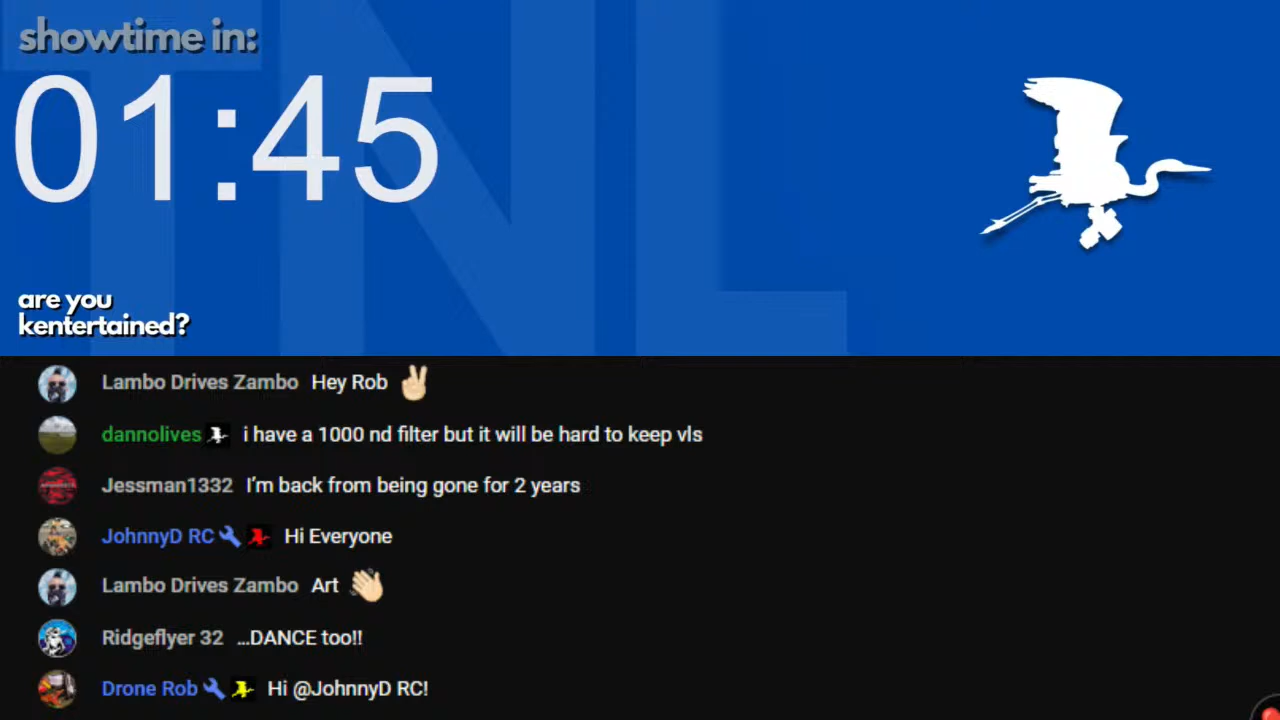 showtime in:
01:45
TNL
are you
kentertained?
Lambo Drives Zambo Hey Rob ✌🏻
dannolives i have a 1000 nd filter but it will be hard to keep vls
Jessman1332 I'm back from being gone for 2 years
JohnnyD RC Hi Everyone
Lambo Drives Zambo Art 👋🏻
Ridgeflyer 32 ...DANCE too!!
Drone Rob Hi @JohnnyD RC!